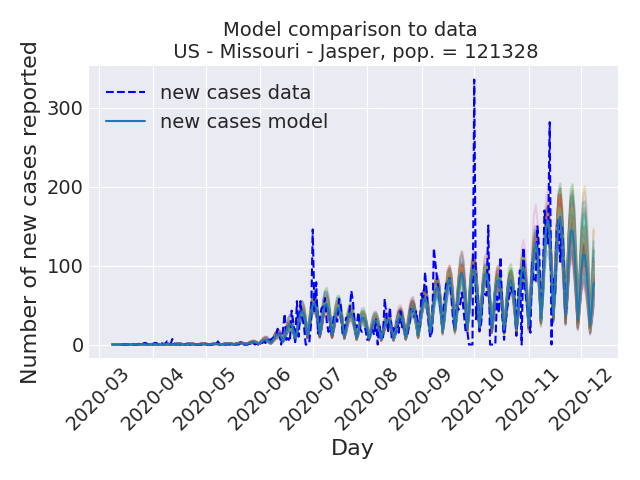 Model comparison to data
US - Missouri - Jasper, pop. = 121328
new cases data
new cases model
Number of new cases reported
300
200
100
0
2020-03
2020-04
2020-05
2020-06
2020-07
2020-08
2020-09
2020-10
2020-11
2020-12
Day